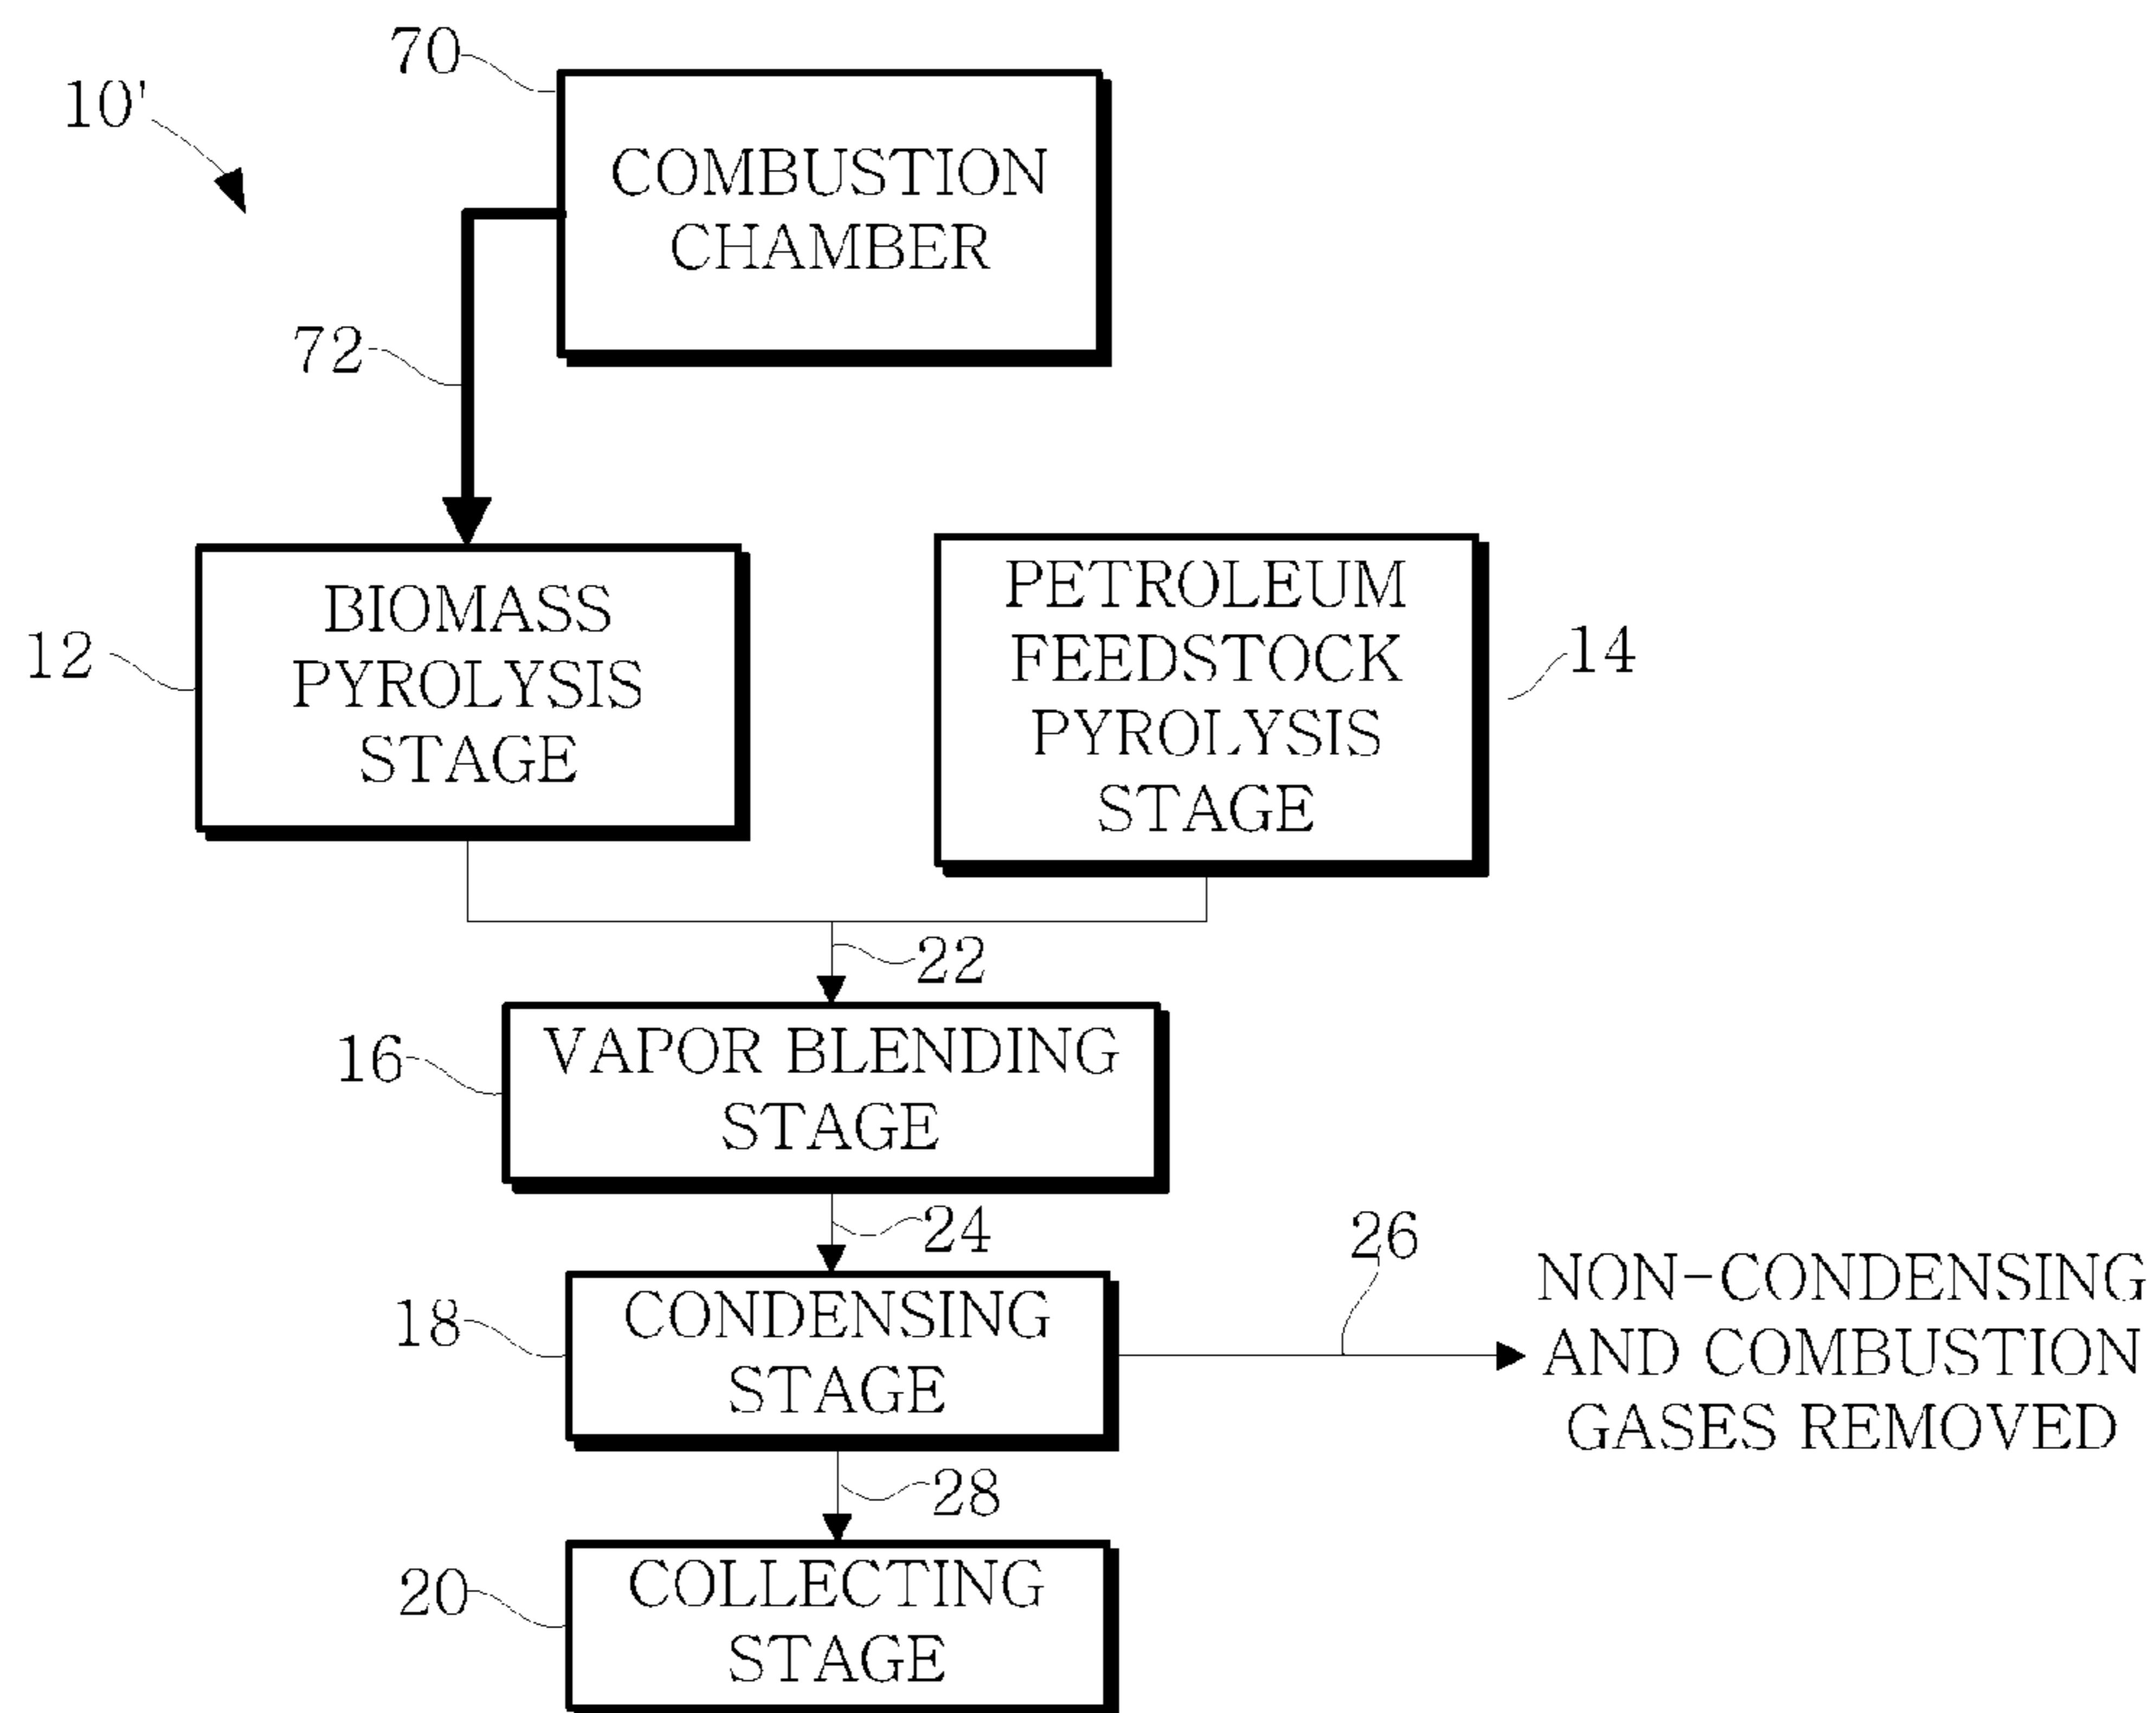 70
10'
COMBUSTION
CHAMBER
72
BIOMASS
PYROLYSIS
STAGE
12
PETROLEUM
FEEDSTOCK
PYROLYSIS
STAGE
14
22
16
VAPOR BLENDING
STAGE
24
26
18
CONDENSING
STAGE
NON-CONDENSING
AND COMBUSTION
GASES REMOVED
28
20
COLLECTING
STAGE